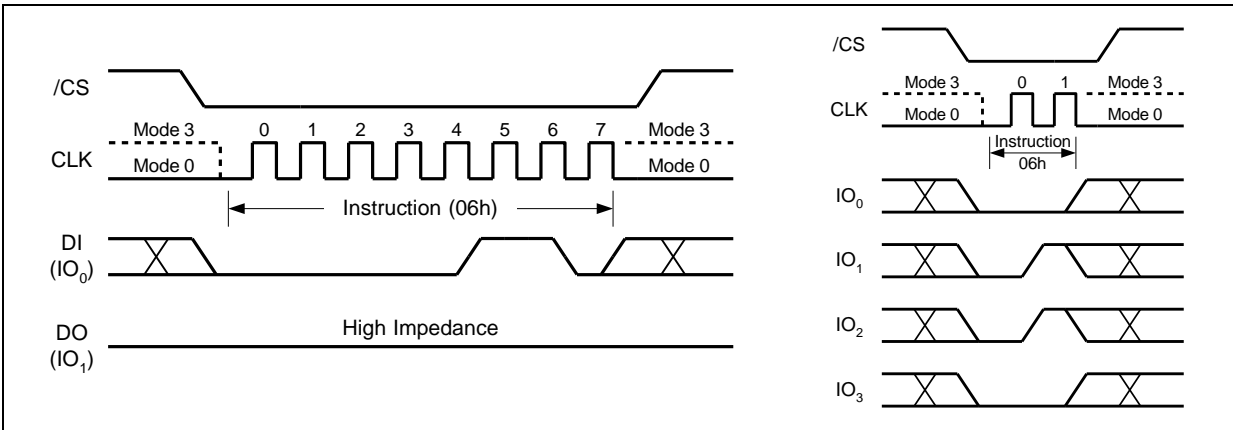 /CS
Mode 3 0 1 2 3 4 5 6 7 Mode 3
CLK Mode 0 Mode 0
Instruction (06h)
DI
(IO0)
DO High Impedance
(IO1)
/CS
Mode 3 0 1 Mode 3
CLK Mode 0 Mode 0
Instruction
06h
IO0
IO1
IO2
IO3